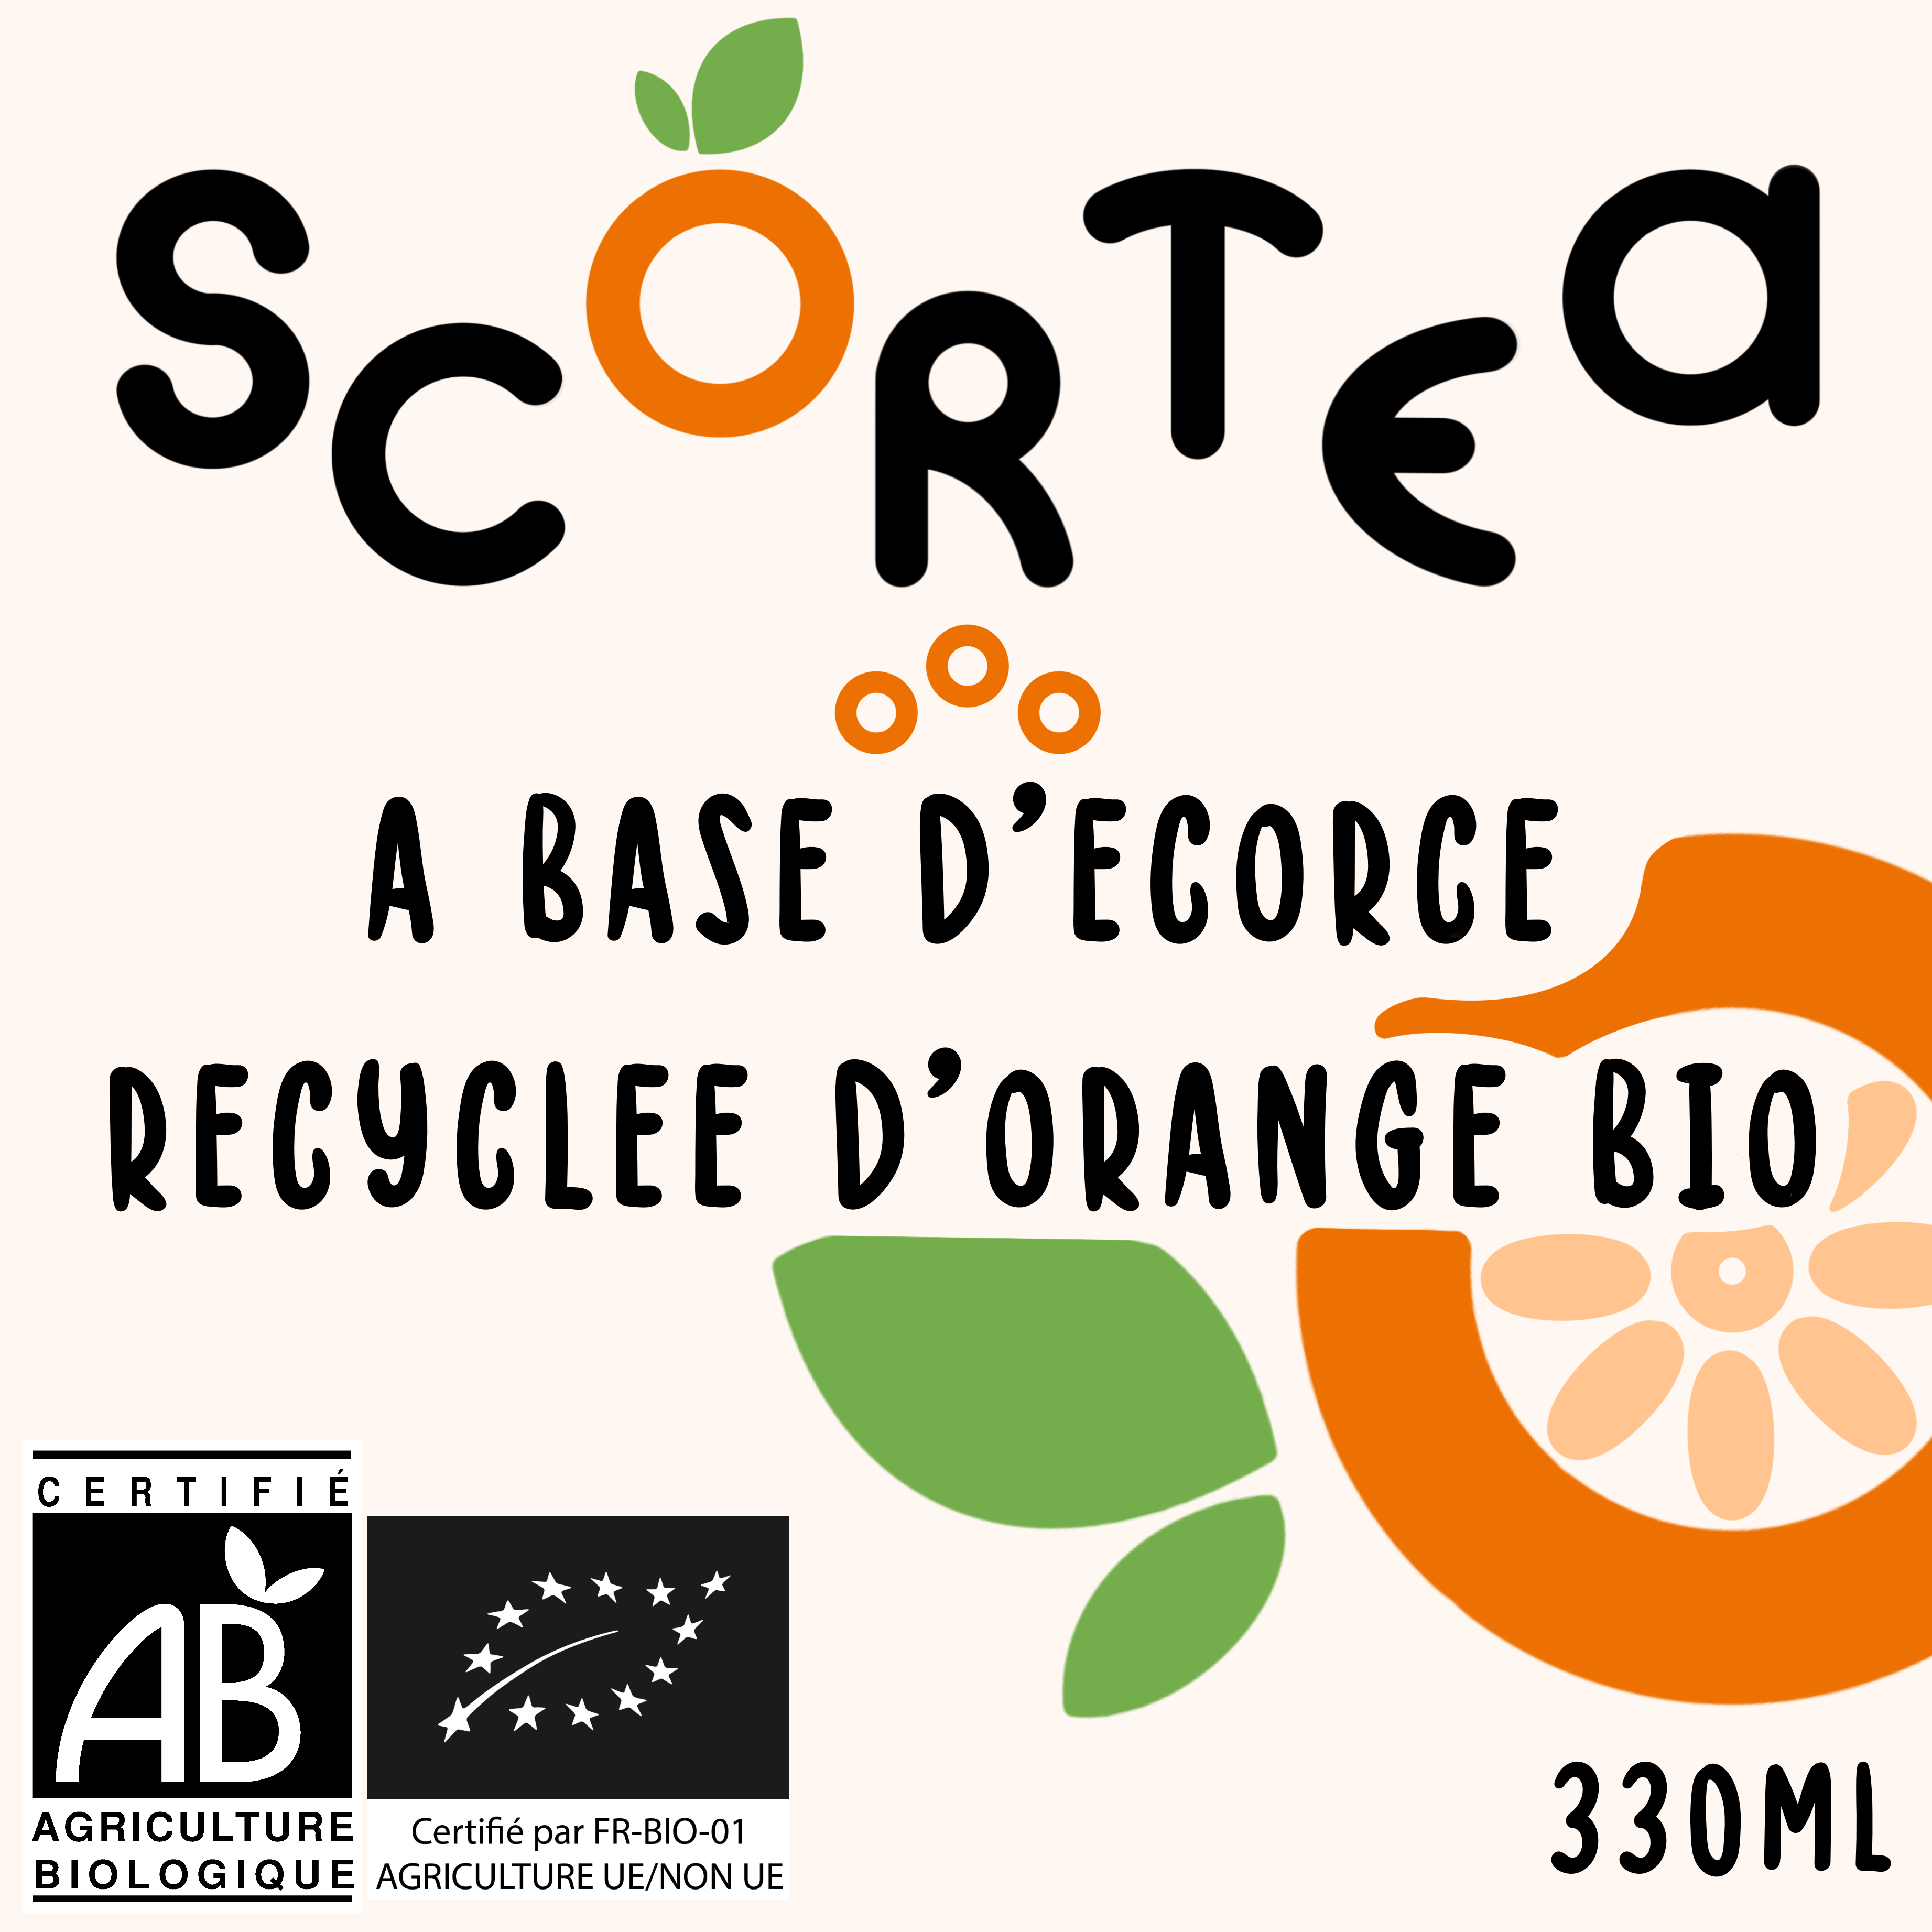 SCORTEa
A BASE D'ECORCE
RECYCLEE D'ORANGE BIO
CERTIFIÉ
AB
AGRICULTURE
BIOLOGIQUE
Certifié par FR-BIO-01
AGRICULTURE UE/NON UE
330ML